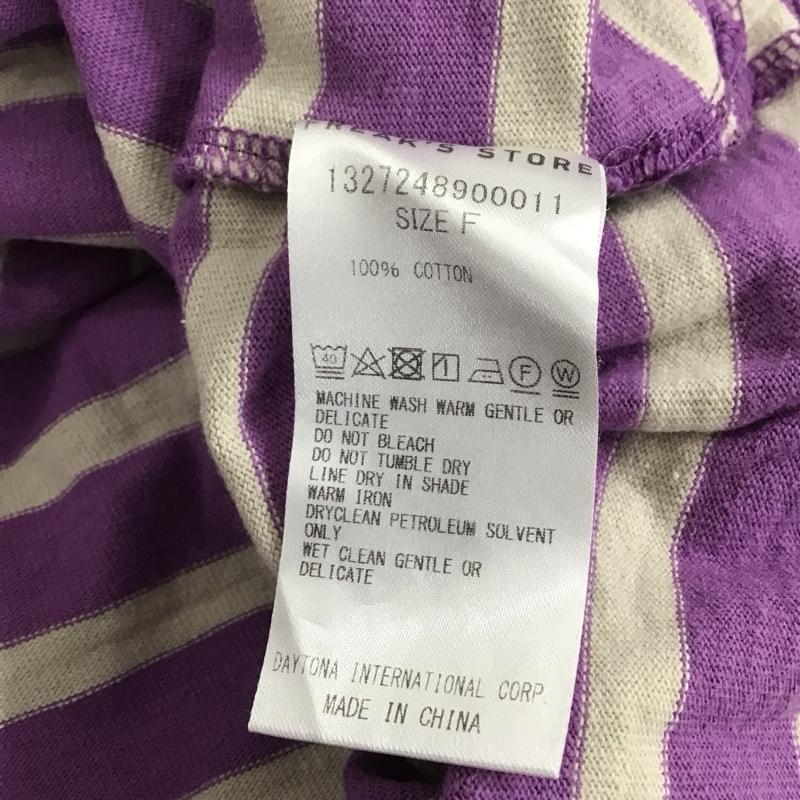 FREAK'S STORE
1327248900011
SIZE F
100% COTTON
40 F W
MACHINE WASH WARM GENTLE OR
DELICATE
DO NOT BLEACH
DO NOT TUMBLE DRY
LINE DRY IN SHADE
WARM IRON
DRYCLEAN PETROLEUM SOLVENT
ONLY
WET CLEAN GENTLE OR
DELICATE
DAYTONA INTERNATIONAL CORP.
MADE IN CHINA